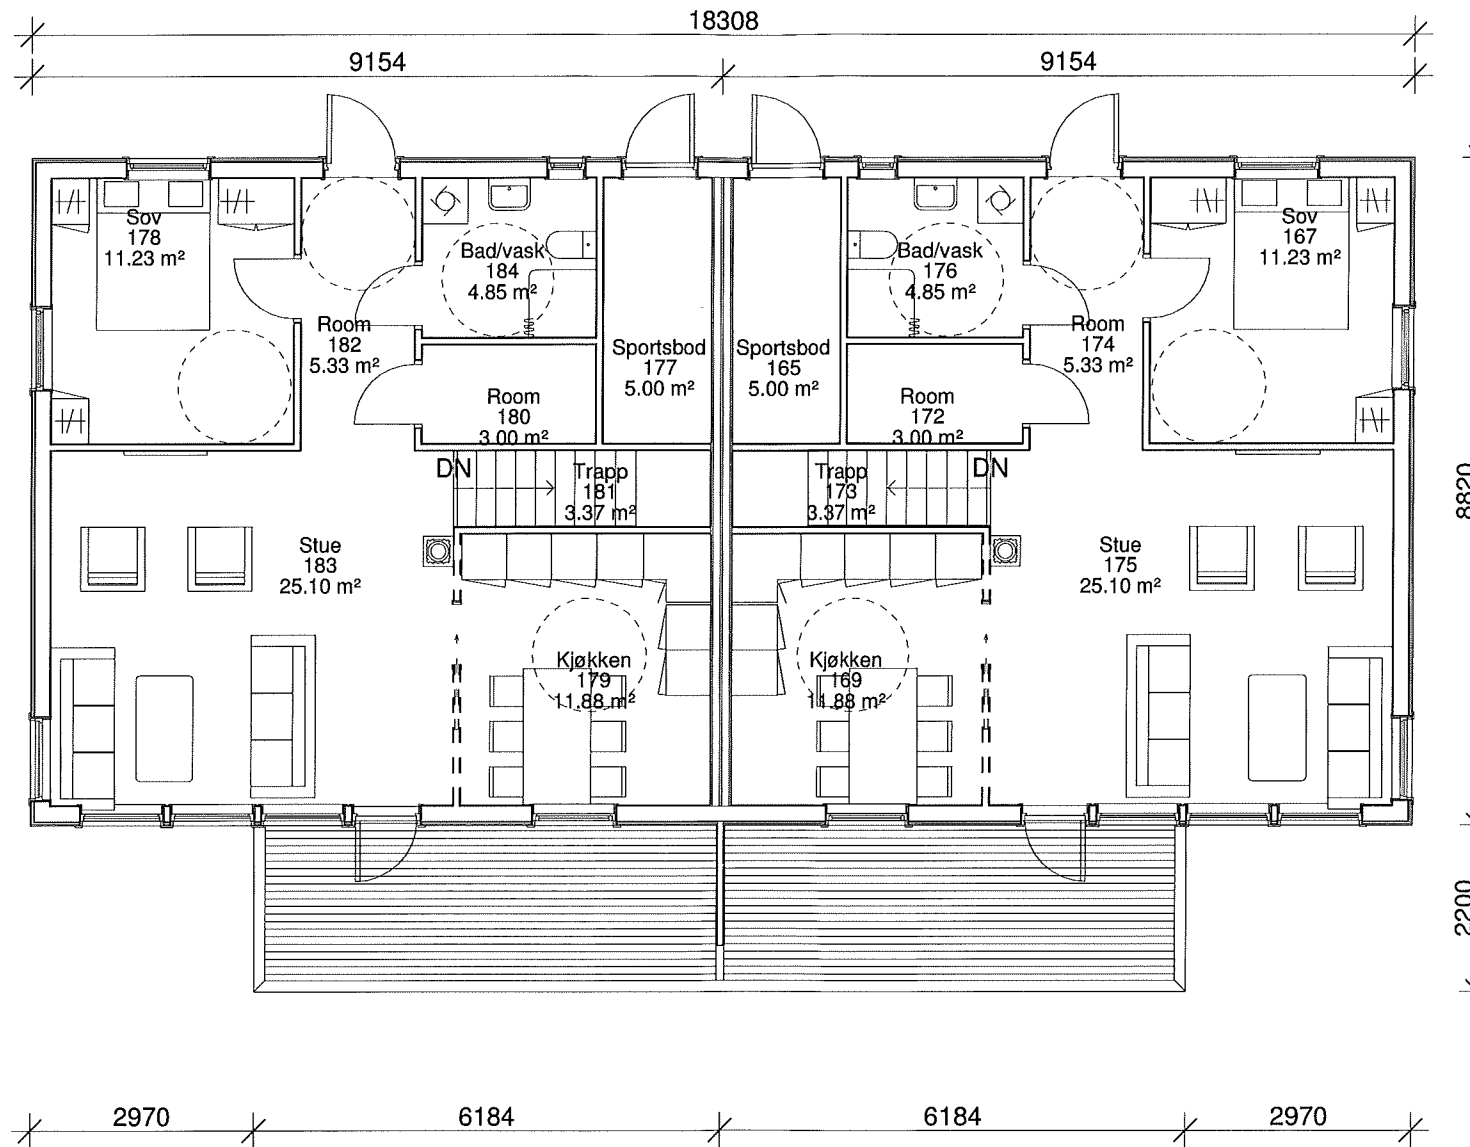 18308
9154
9154
Sov
178
11.23 m²
Bad/vask
184
4.85 m²
Bad/vask
176
4.85 m²
Sov
167
11.23 m²
Room
182
5.33 m²
Sportsbod
177
5.00 m²
Sportsbod
165
5.00 m²
Room
174
5.33 m²
Room
180
3.00 m²
Room
172
3.00 m²
DN
Trapp
181
3.37 m²
Trapp
173
3.37 m²
DN
8820
Stue
183
25.10 m²
Stue
175
25.10 m²
Kjøkken
179
11.88 m²
Kjøkken
169
11.88 m²
2200
2970
6184
6184
2970